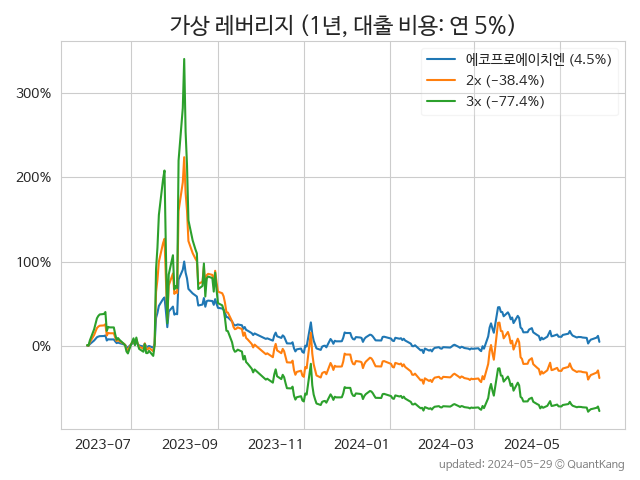 가상 레버리지 (1년, 대출 비용: 연 5%)
에코프로에이치엔 (4.5%)
2x (−38.4%)
3x (−77.4%)
300%
200%
100%
0%
2023−07 2023−09 2023−11 2024−01 2024−03 2024−05
updated: 2024-05-29 © QuantKang